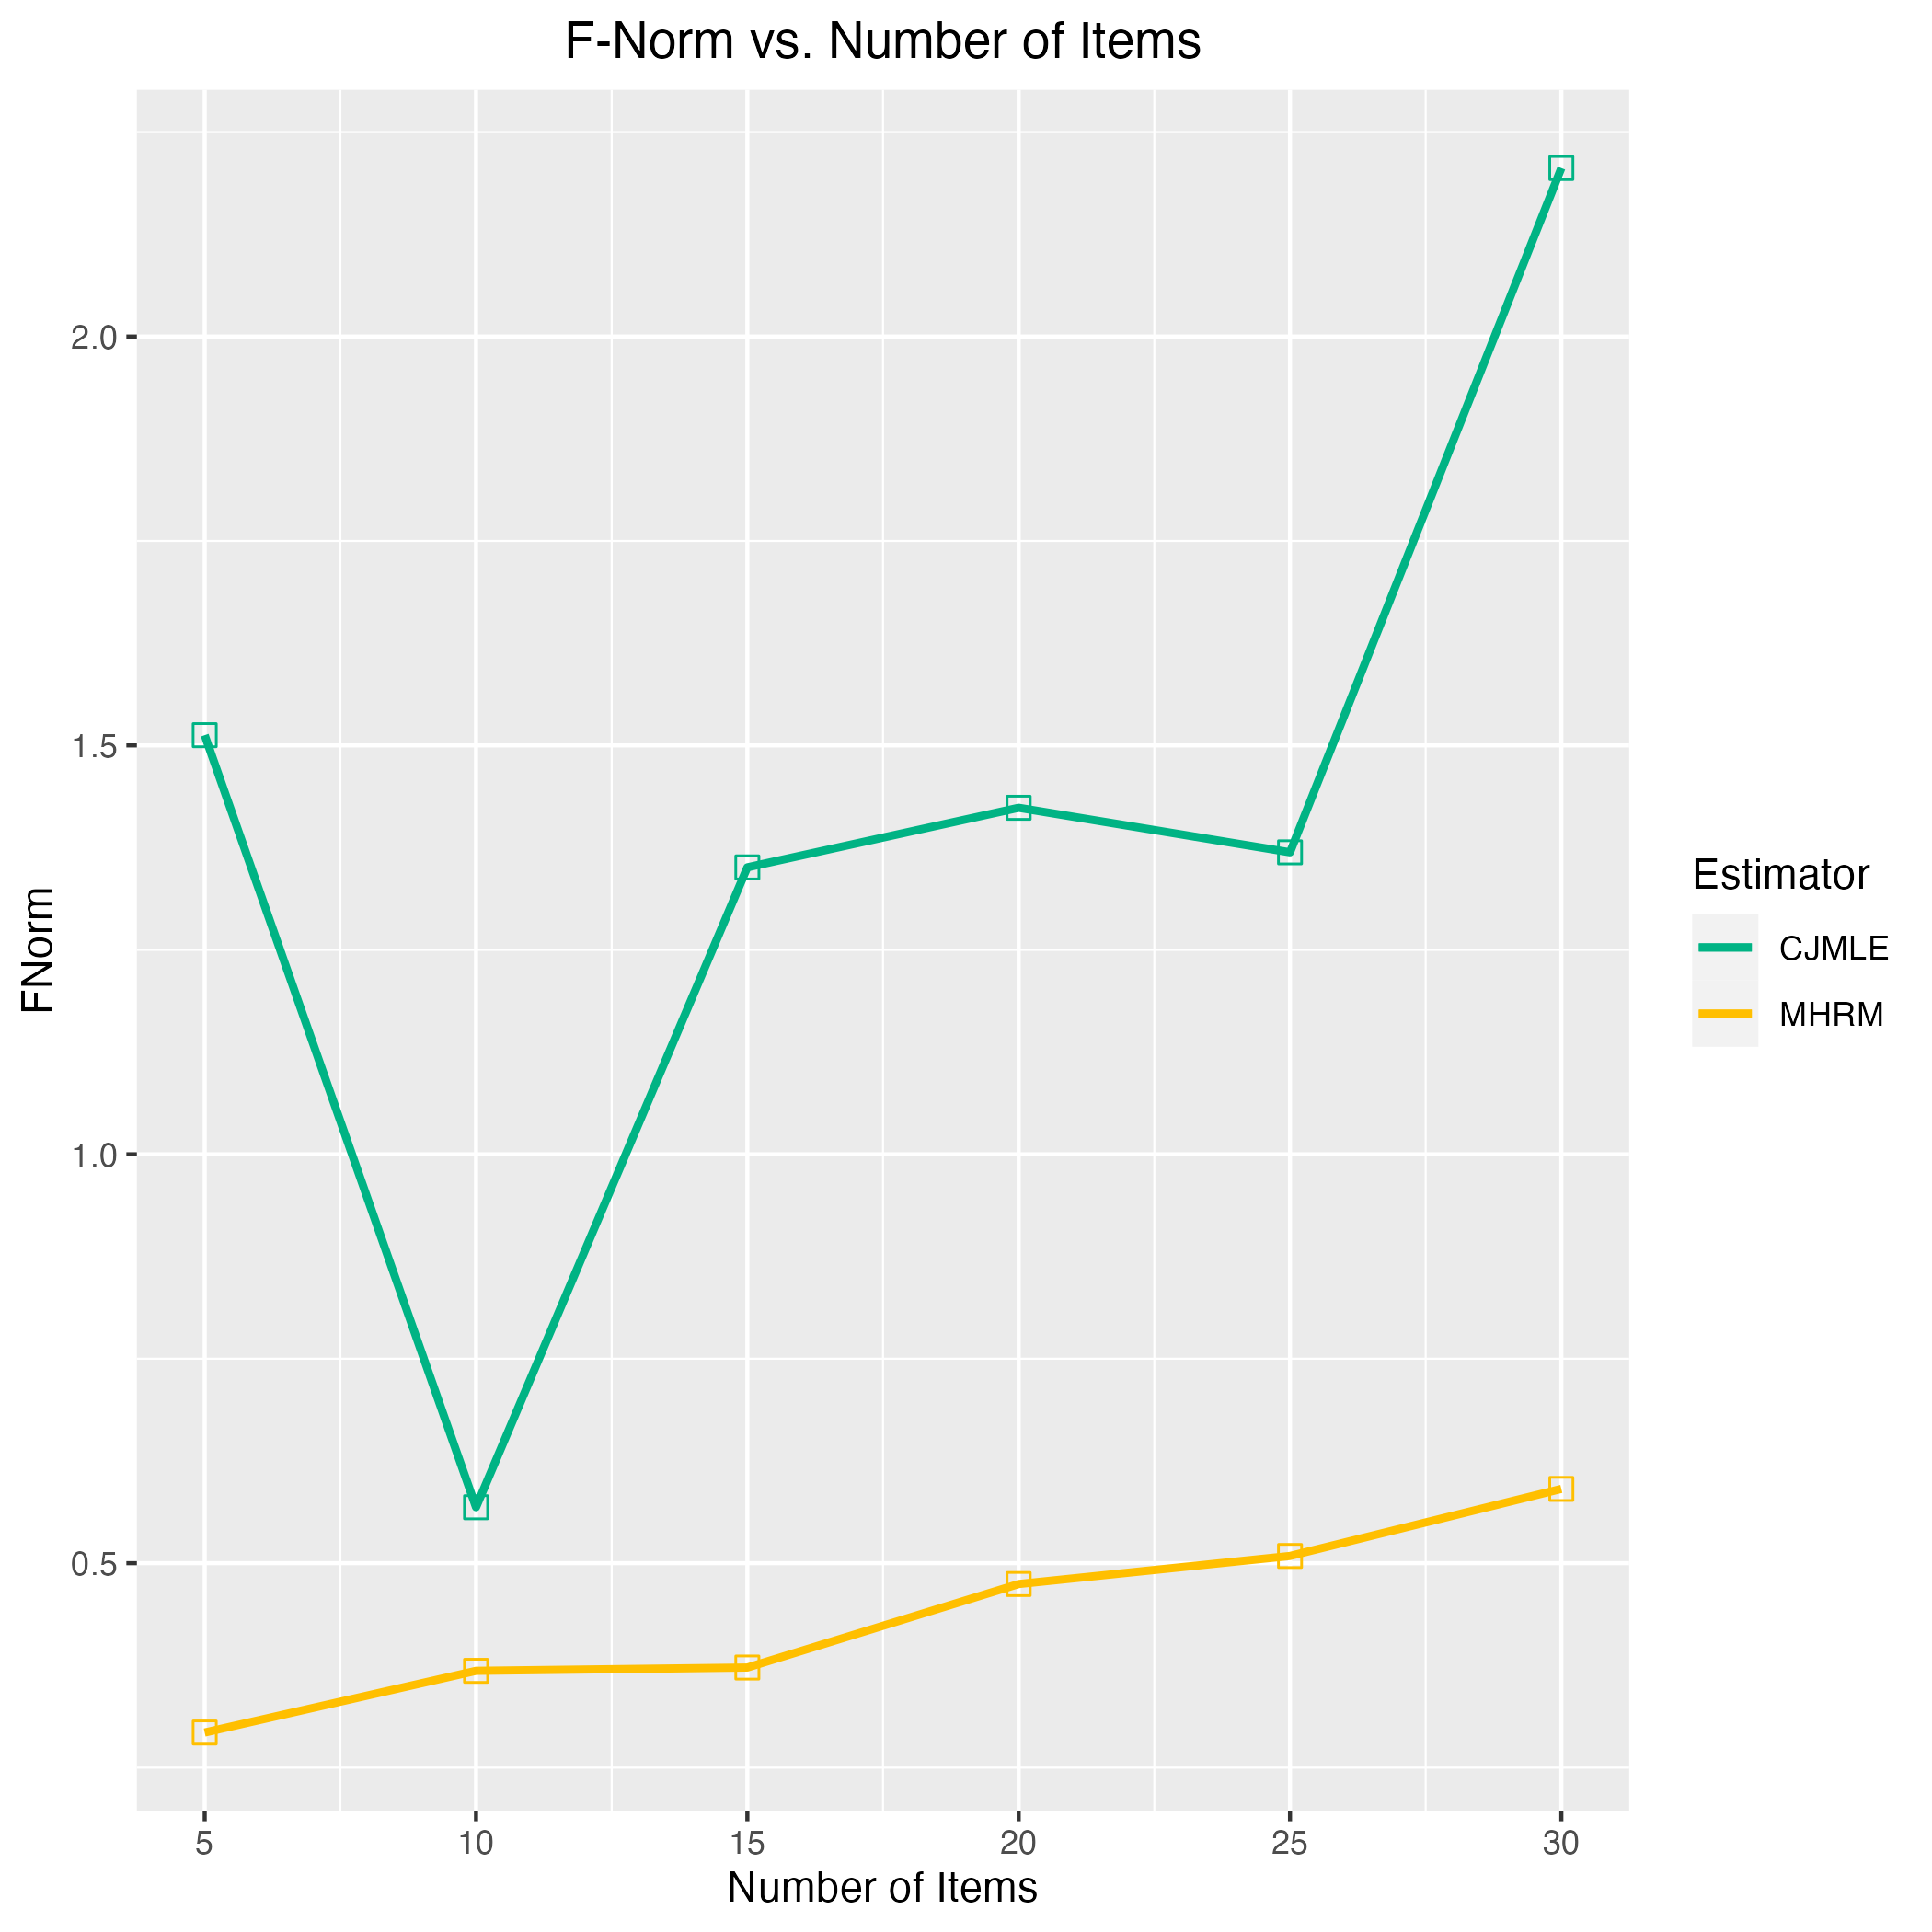 F-Norm vs. Number of Items
FNorm
2.0
1.5
1.0
0.5
5 10 15 20 25 30
Number of Items
Estimator
CJMLE
MHRM